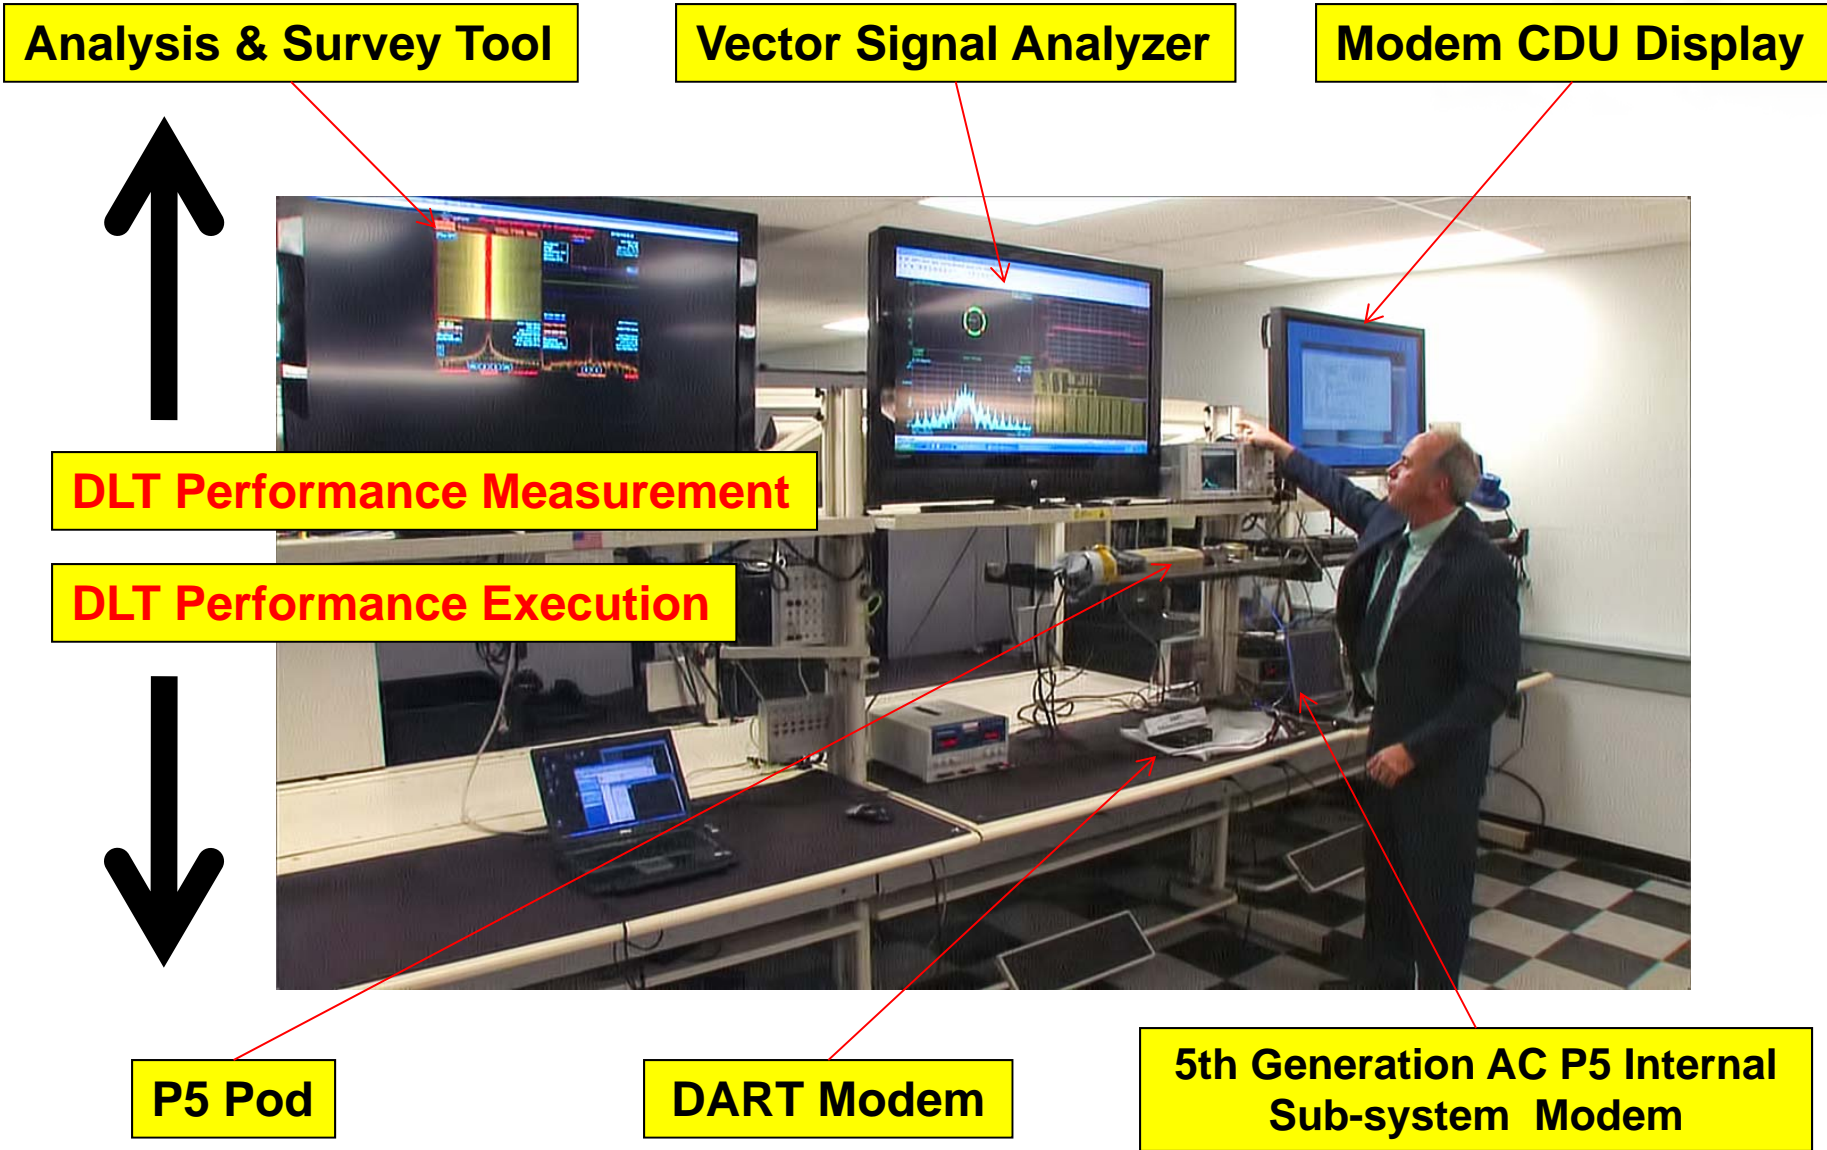 Analysis & Survey Tool
Vector Signal Analyzer
Modem CDU Display
DLT Performance Measurement
DLT Performance Execution
P5 Pod
DART Modem
5th Generation AC P5 Internal
Sub-system Modem